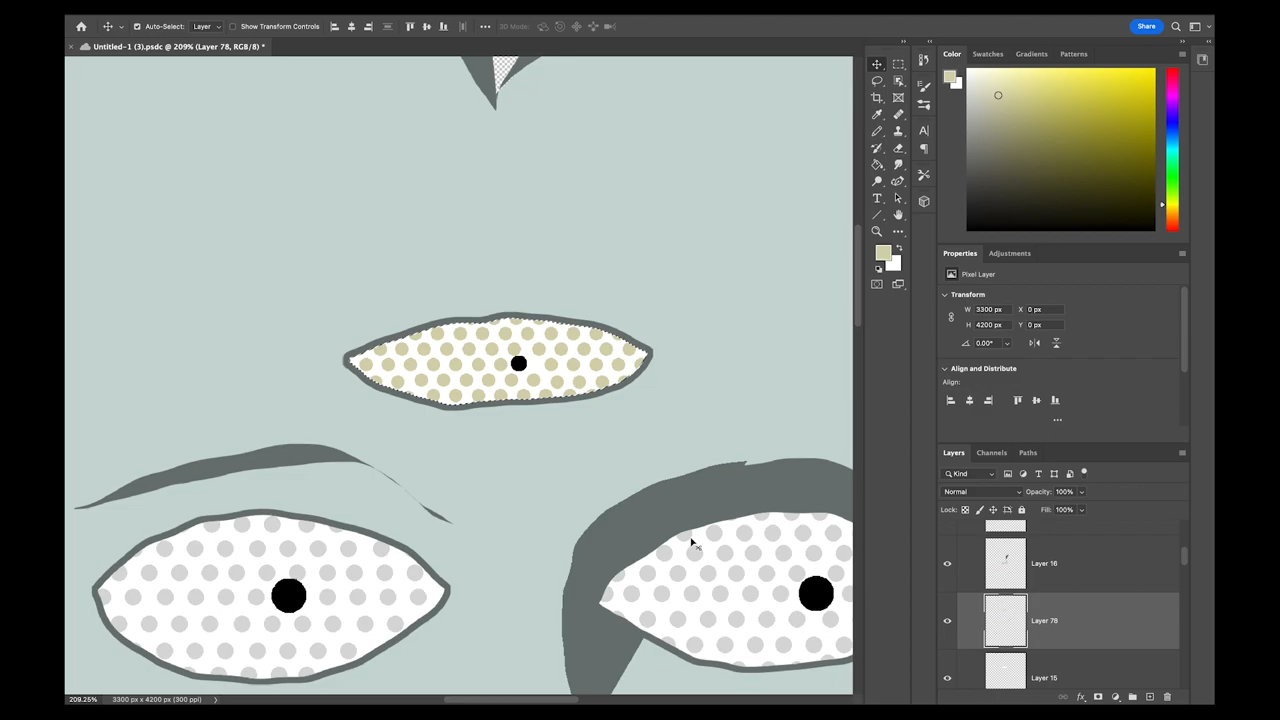 Auto-Select: Layer Show Transform Controls 3D Mode: Share
Untitled-1 (3).psdc @ 209% (Layer 78, RGB/8) *
Color Swatches Gradients Patterns
Properties Adjustments
Pixel Layer
Transform
W 3300 px X 0 px
H 4200 px Y 0 px
0.00°
Align and Distribute
Align:
Layers Channels Paths
Kind
Normal Opacity: 100%
Lock: Fill: 100%
Layer 16
Layer 78
Layer 15
209.25% 3300 px x 4200 px (300 ppi)